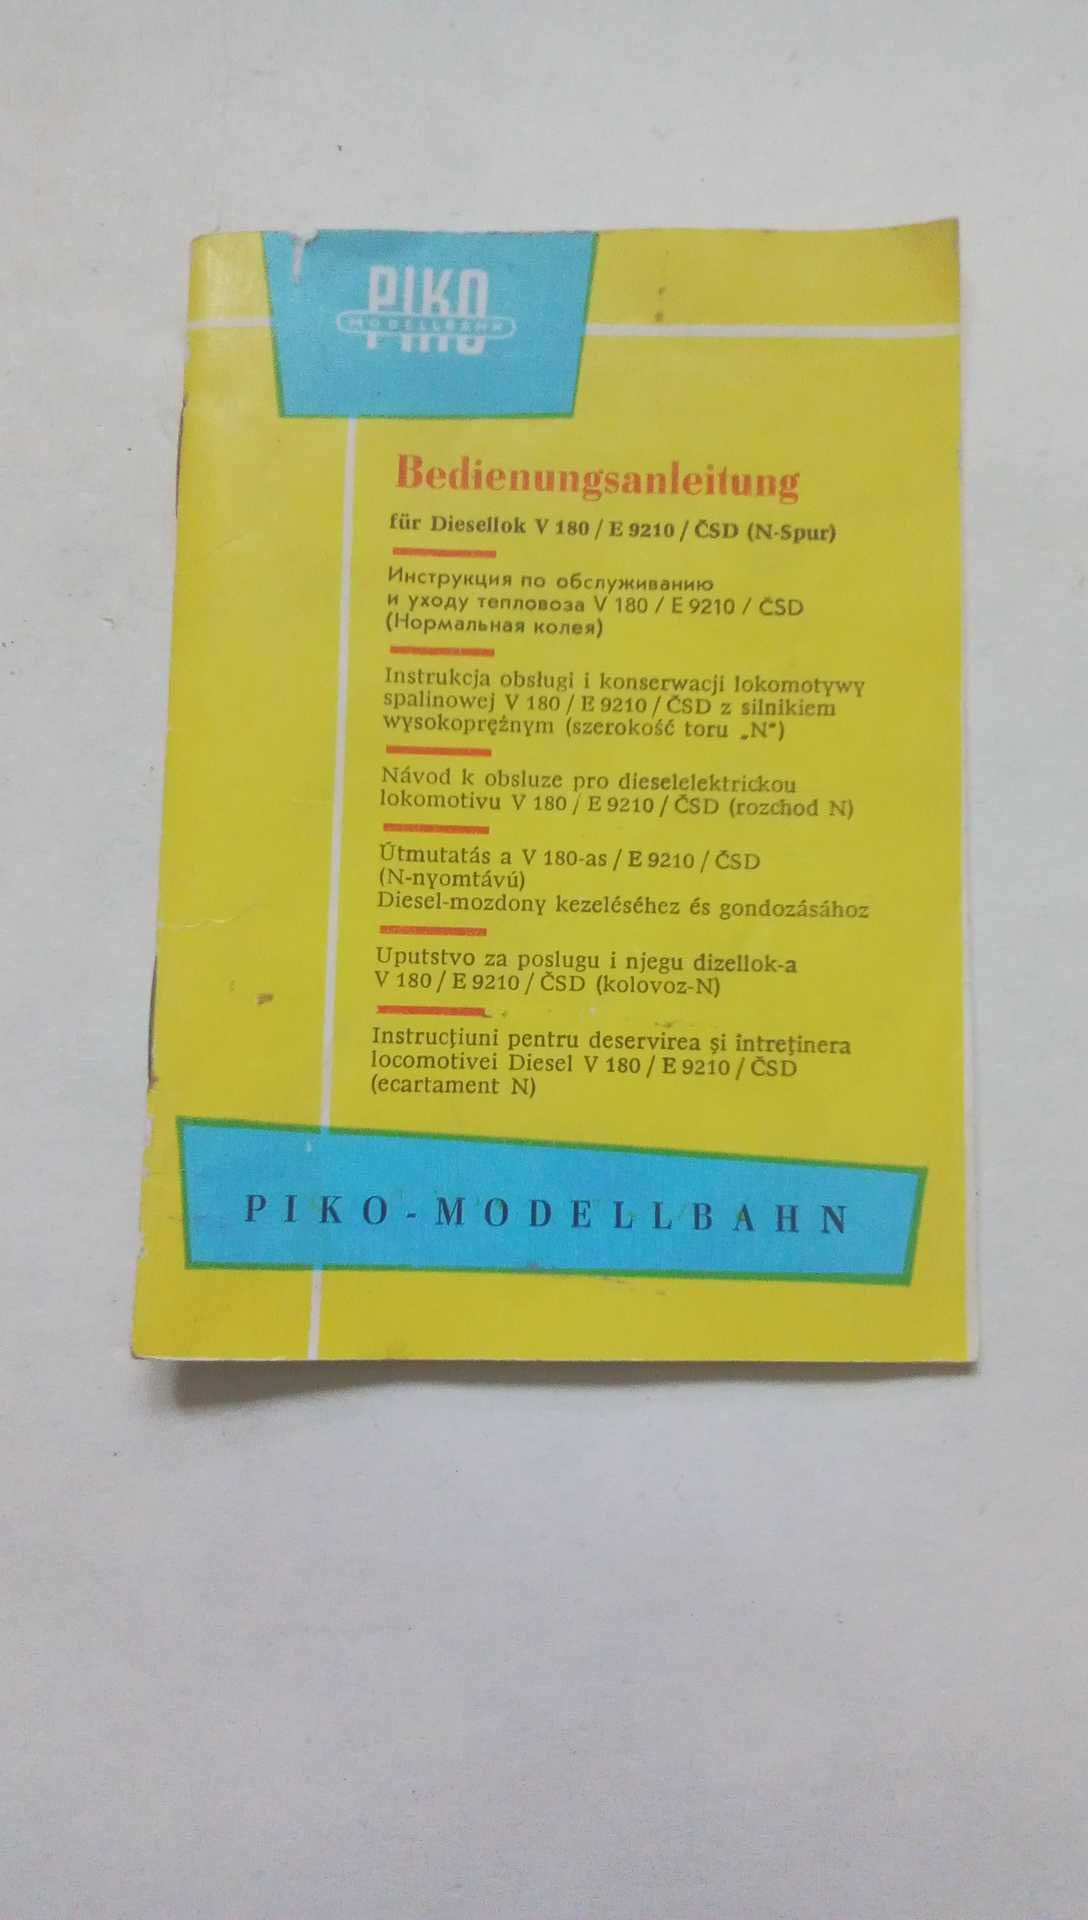 PIKO
MODELLBAHN
Bedienungsanleitung
für Diesellok V 180 / E 9210 / ČSD (N-Spur)
Инструкция по обслуживанию
и уходу тепловоза V 180 / E 9210 / ČSD
(Нормальная колея)
Instrukcja obsługi i konserwacji lokomotywy
spalinowej V 180 / E 9210 / ČSD z silnikiem
wysokoprężnym (szerokość toru „N")
Návod k obsluze pro dieselelektrickou
lokomotivu V 180 / E 9210 / ČSD (rozchod N)
Útmutatás a V 180-as / E 9210 / ČSD
(N-nyomtávú)
Diesel-mozdony kezeléséhez és gondozásához
Uputstvo za poslugu i njegu dizellok-a
V 180 / E 9210 / ČSD (kolovoz-N)
Instrucţiuni pentru deservirea şi întreţinera
locomotivei Diesel V 180 / E 9210 / ČSD
(ecartament N)
PIKO-MODELLBAHN